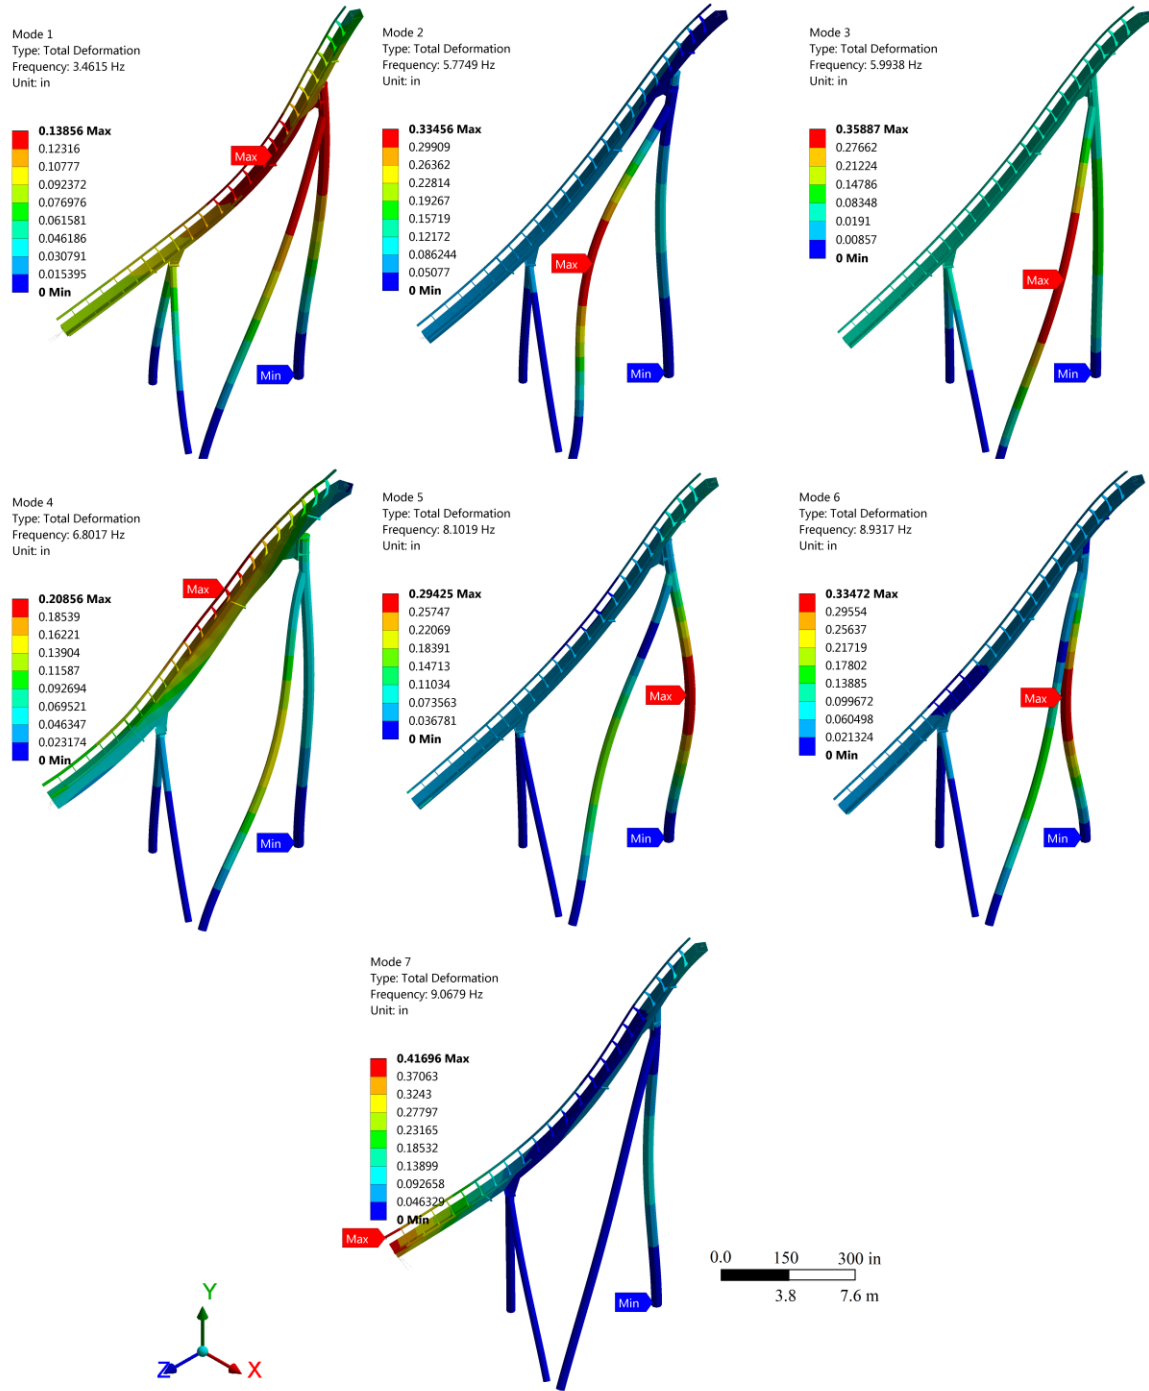 Mode 1
Type: Total Deformation
Frequency: 3.4615 Hz
Unit: in
0.13856 Max
0.12316
0.10777
0.092372
0.076976
0.061581
0.046186
0.030791
0.015395
0 Min
Max
Min
Mode 2
Type: Total Deformation
Frequency: 5.7749 Hz
Unit: in
0.33456 Max
0.29909
0.26362
0.22814
0.19267
0.15719
0.12172
0.086244
0.05077
0 Min
Max
Min
Mode 3
Type: Total Deformation
Frequency: 5.9938 Hz
Unit: in
0.35887 Max
0.27662
0.21224
0.14786
0.08348
0.0191
0.00857
0 Min
Max
Min
Mode 4
Type: Total Deformation
Frequency: 6.8017 Hz
Unit: in
0.20856 Max
0.18539
0.16221
0.13904
0.11587
0.092694
0.069521
0.046347
0.023174
0 Min
Max
Min
Mode 5
Type: Total Deformation
Frequency: 8.1019 Hz
Unit: in
0.29425 Max
0.25747
0.22069
0.18391
0.14713
0.11034
0.073563
0.036781
0 Min
Max
Min
Mode 6
Type: Total Deformation
Frequency: 8.9317 Hz
Unit: in
0.33472 Max
0.29554
0.25637
0.21719
0.17802
0.13885
0.099672
0.060498
0.021324
0 Min
Max
Min
Mode 7
Type: Total Deformation
Frequency: 9.0679 Hz
Unit: in
0.41696 Max
0.37063
0.3243
0.27797
0.23165
0.18532
0.13899
0.092658
0.046329
0 Min
Max
Min
0.0 150 300 in
3.8 7.6 m
Y
Z X